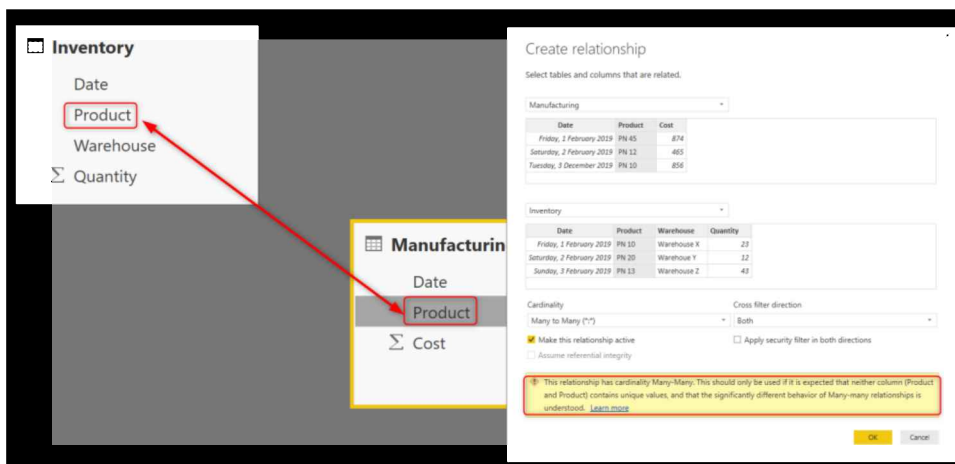 Inventory
Date
Product
Warehouse
Σ Quantity
Manufacturin
Date
Product
Σ Cost
Create relationship
Select tables and columns that are related.
Manufacturing
Date Product Cost
Friday, 1 February 2019 PN 45 874
Saturday, 2 February 2019 PN 12 465
Tuesday, 3 December 2019 PN 10 856
Inventory
Date Product Warehouse Quantity
Friday, 1 February 2019 PN 10 Warehouse X 23
Saturday, 2 February 2019 PN 20 Warehoue Y 12
Sunday, 3 February 2019 PN 13 Warehouse Z 43
Cardinality Cross filter direction
Many to Many (*:*) Both
Make this relationship active Apply security filter in both directions
Assume referential integrity
This relationship has cardinality Many-Many. This should only be used if it is expected that neither column (Product
and Product) contains unique values, and that the significantly different behavior of Many-many relationships is
understood. Learn more
OK Cancel